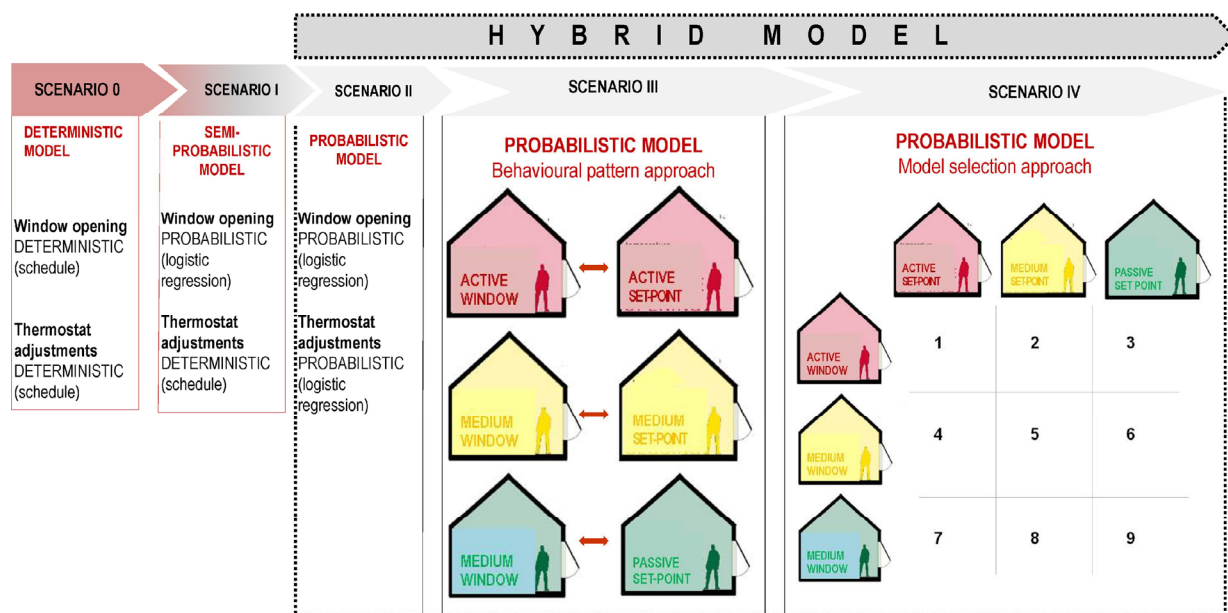 HYBRID MODEL
SCENARIO 0
SCENARIO I
SCENARIO II
SCENARIO III
SCENARIO IV
DETERMINISTIC
MODEL
Window opening
DETERMINISTIC
(schedule)
Thermostat
adjustments
DETERMINISTIC
(schedule)
SEMI-
PROBABILISTIC
MODEL
Window opening
PROBABILISTIC
(logistic
regression)
Thermostat
adjustments
DETERMINISTIC
(schedule)
PROBABILISTIC
MODEL
Window opening
PROBABILISTIC
(logistic
regression)
Thermostat
adjustments
PROBABILISTIC
(logistic
regression)
PROBABILISTIC MODEL
Behavioural pattern approach
ACTIVE
WINDOW
ACTIVE
SET-POINT
MEDIUM
WINDOW
MEDIUM
SET-POINT
MEDIUM
WINDOW
PASSIVE
SET-POINT
PROBABILISTIC MODEL
Model selection approach
ACTIVE
SET-POINT
MEDIUM
SET-POINT
PASSIVE
SET POINT
ACTIVE
WINDOW
1 2 3
MEDIUM
WINDOW
4 5 6
MEDIUM
WINDOW
7 8 9